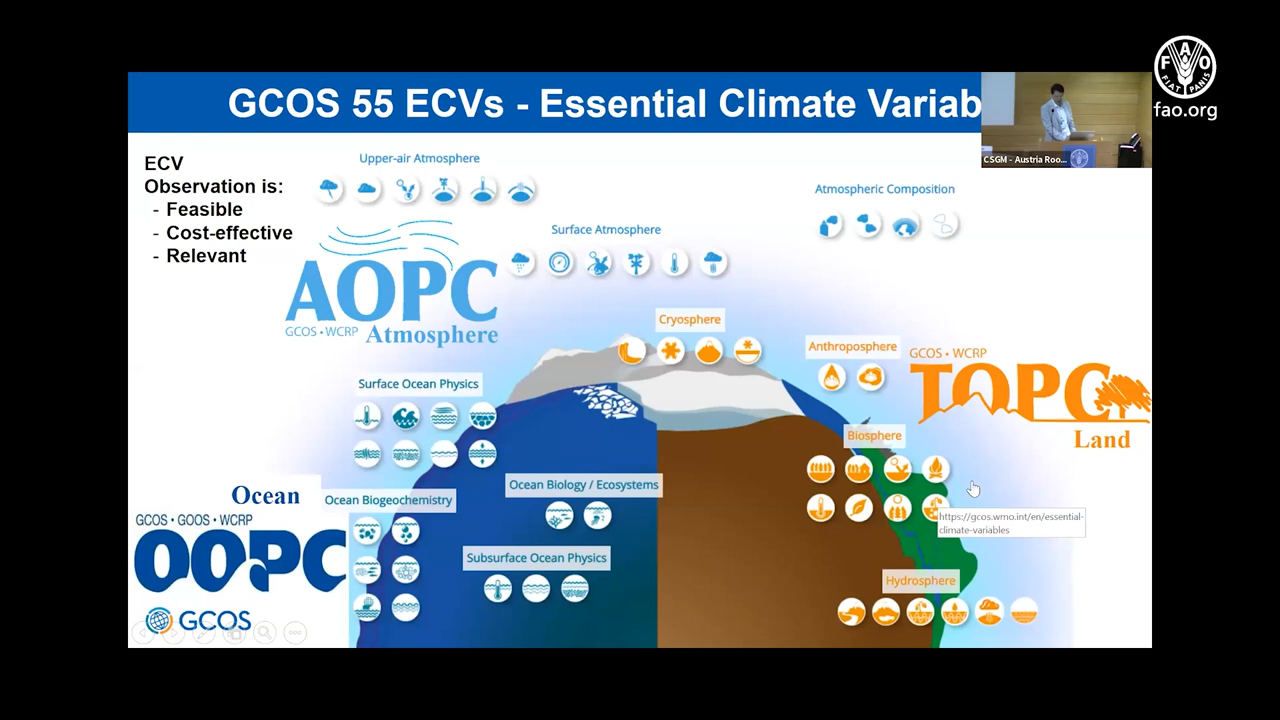 GCOS 55 ECVs - Essential Climate Variab
FAO
FIAT PANIS
fao.org
CSGM - Austria Roo...
ECV
Observation is:
- Feasible
- Cost-effective
- Relevant
Upper-air Atmosphere
Atmospheric Composition
Surface Atmosphere
AOPC
GCOS • WCRP Atmosphere
Cryosphere
Anthroposphere
GCOS • WCRP
TOPC
Land
Surface Ocean Physics
Biosphere
Ocean Biology / Ecosystems
Ocean
Ocean Biogeochemistry
GCOS • GOOS • WCRP
OOPC
https://gcos.wmo.int/en/essential-
climate-variables
Subsurface Ocean Physics
Hydrosphere
GCOS